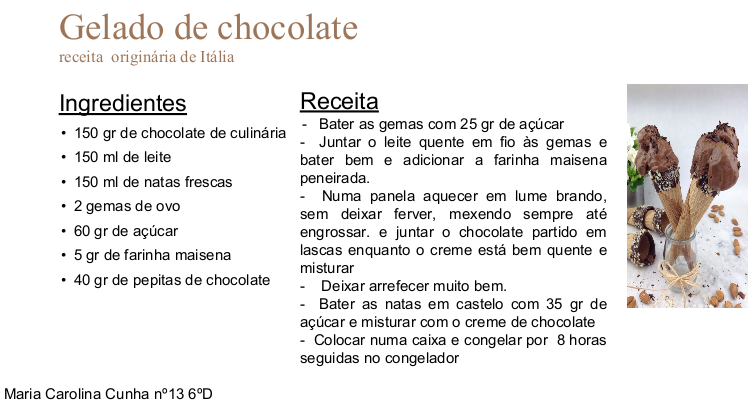 Gelado de chocolate
receita originária de Itália
Ingredientes
• 150 gr de chocolate de culinária
• 150 ml de leite
• 150 ml de natas frescas
• 2 gemas de ovo
• 60 gr de açúcar
• 5 gr de farinha maisena
• 40 gr de pepitas de chocolate
Receita
- Bater as gemas com 25 gr de açúcar
- Juntar o leite quente em fio às gemas e
bater bem e adicionar a farinha maisena
peneirada.
- Numa panela aquecer em lume brando,
sem deixar ferver, mexendo sempre até
engrossar. e juntar o chocolate partido em
lascas enquanto o creme está bem quente e
misturar
- Deixar arrefecer muito bem.
- Bater as natas em castelo com 35 gr de
açúcar e misturar com o creme de chocolate
- Colocar numa caixa e congelar por 8 horas
seguidas no congelador
Maria Carolina Cunha nº13 6ºD